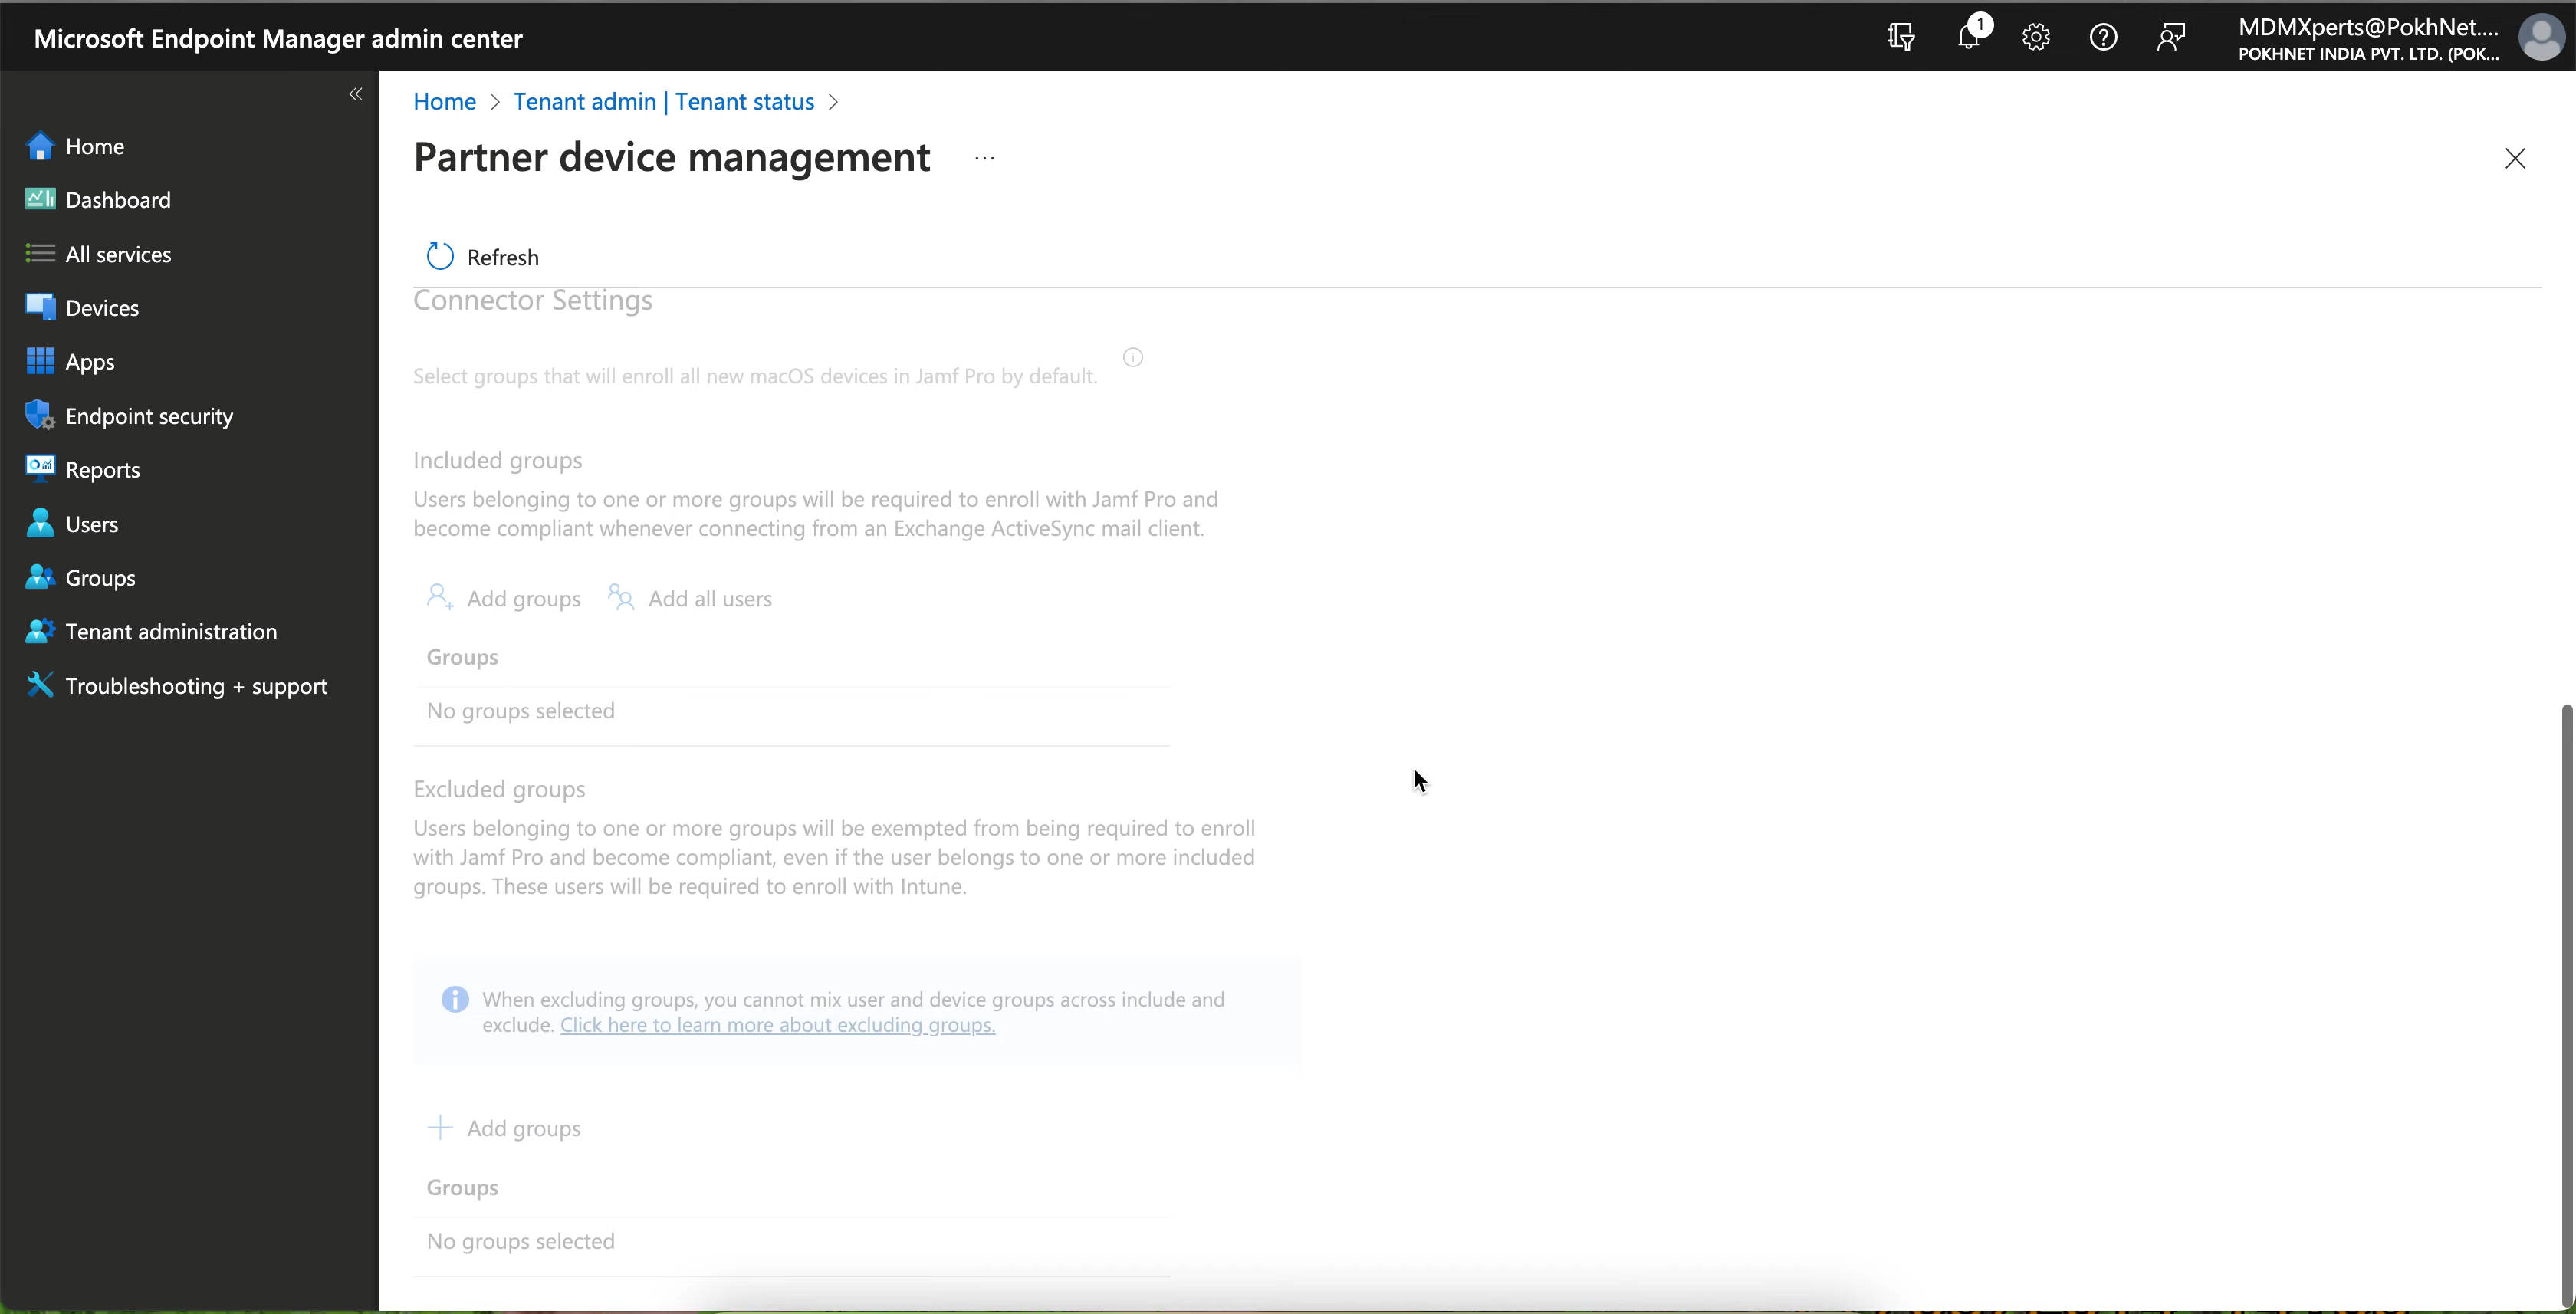 Microsoft Endpoint Manager admin center
1
MDMXperts@PokhNet....
POKHNET INDIA PVT. LTD. (POK...
Home
Dashboard
All services
Devices
Apps
Endpoint security
Reports
Users
Groups
Tenant administration
Troubleshooting + support
Home > Tenant admin | Tenant status >
Partner device management ...
Refresh
Connector Settings
Select groups that will enroll all new macOS devices in Jamf Pro by default.
Included groups
Users belonging to one or more groups will be required to enroll with Jamf Pro and
become compliant whenever connecting from an Exchange ActiveSync mail client.
Add groups Add all users
Groups
No groups selected
Excluded groups
Users belonging to one or more groups will be exempted from being required to enroll
with Jamf Pro and become compliant, even if the user belongs to one or more included
groups. These users will be required to enroll with Intune.
When excluding groups, you cannot mix user and device groups across include and
exclude. Click here to learn more about excluding groups.
Add groups
Groups
No groups selected